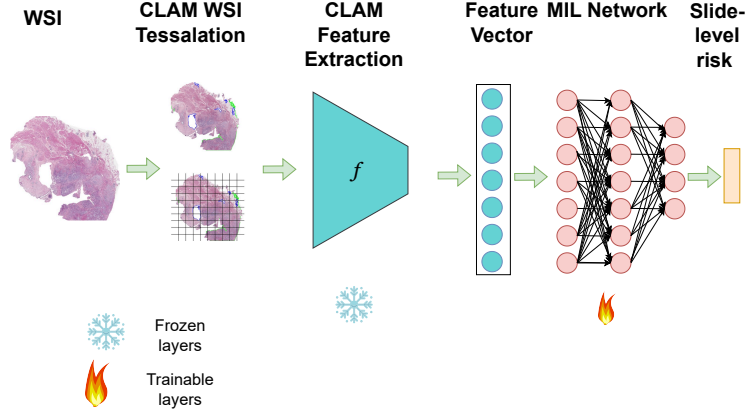 WSI
CLAM WSI
Tessalation
CLAM
Feature
Extraction
Feature
Vector
MIL Network
Slide-
level
risk
f
Frozen
layers
Trainable
layers